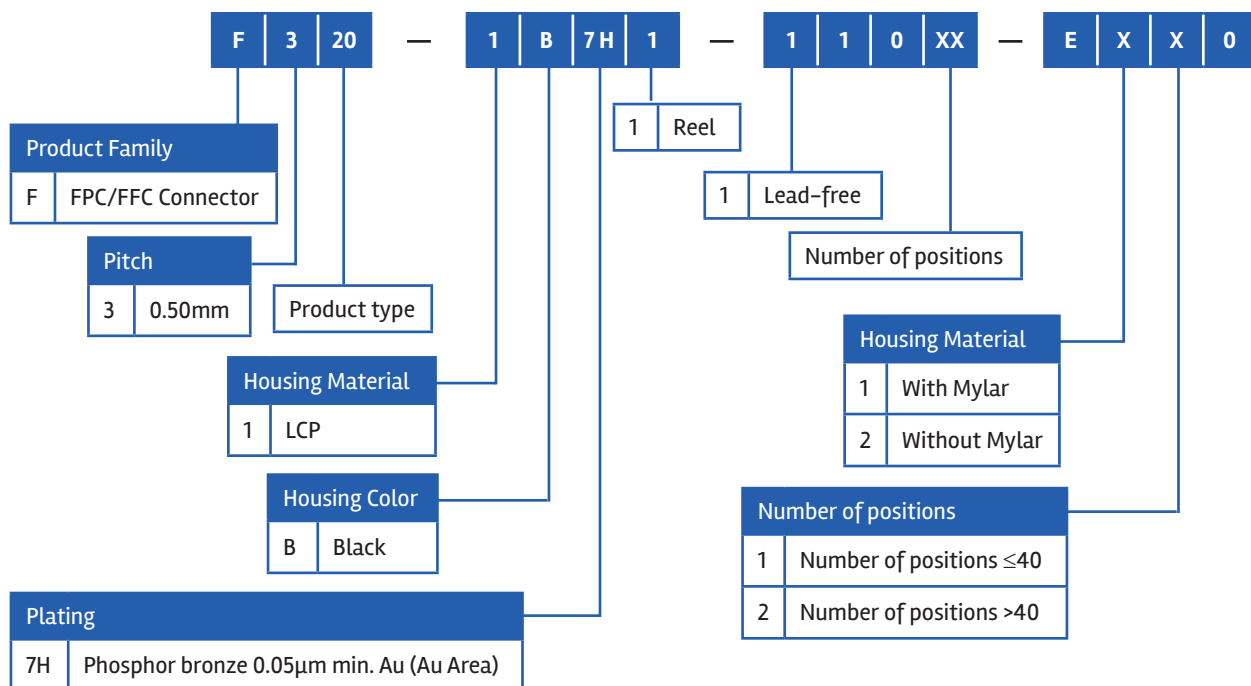 F 3 20 — 1 B 7H 1 — 1 1 0 XX — E X X 0
1 Reel
Product Family
F FPC/FFC Connector
1 Lead-free
Number of positions
Pitch
3 0.50mm
Product type
Housing Material
1 With Mylar
2 Without Mylar
Housing Material
1 LCP
Housing Color
B Black
Number of positions
1 Number of positions ≤40
2 Number of positions >40
Plating
7H Phosphor bronze 0.05µm min. Au (Au Area)